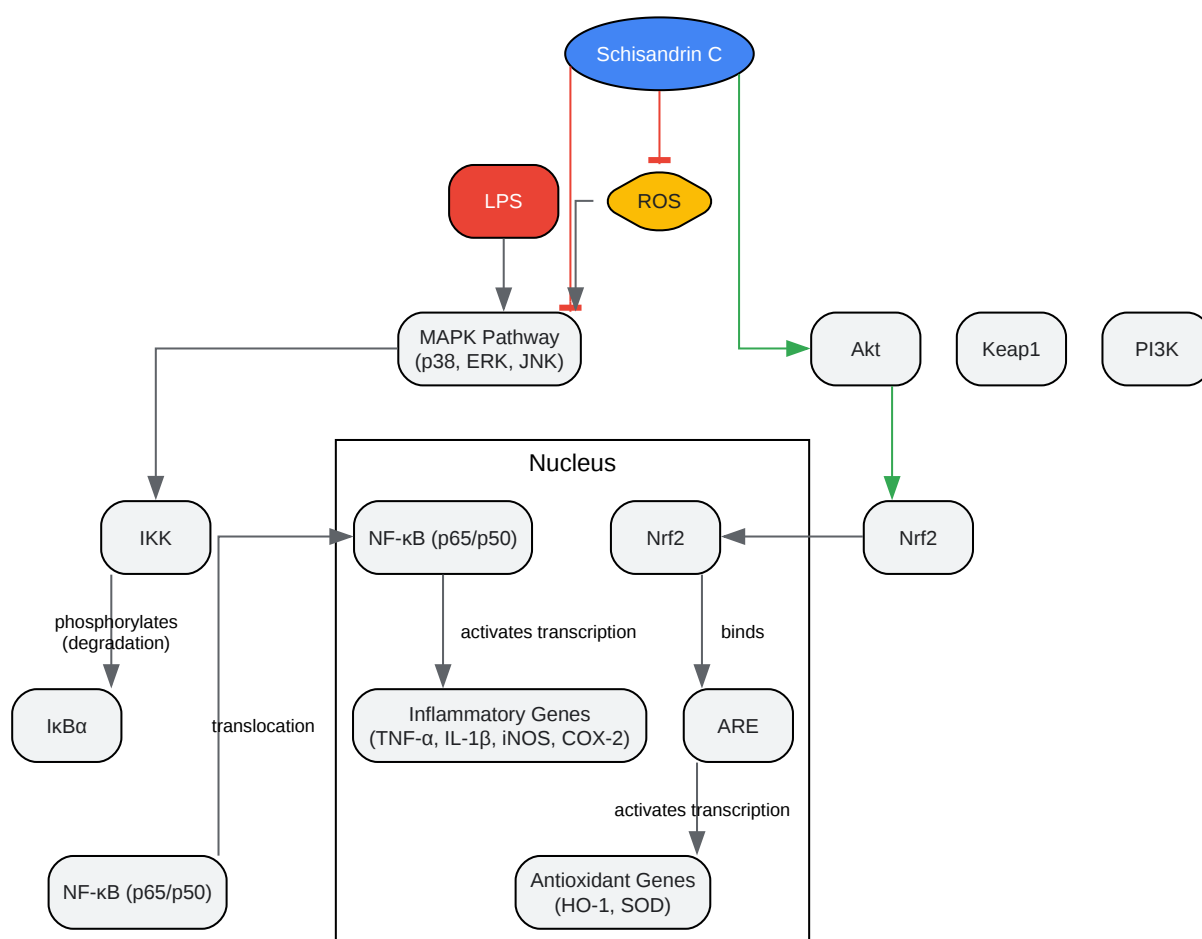 Schisandrin C
LPS
ROS
MAPK Pathway
(p38, ERK, JNK)
Akt
Keap1
PI3K
Nucleus
IKK
NF-κB (p65/p50)
Nrf2
Nrf2
phosphorylates
(degradation)
activates transcription
binds
IκBα
translocation
Inflammatory Genes
(TNF-α, IL-1β, iNOS, COX-2)
ARE
activates transcription
NF-κB (p65/p50)
Antioxidant Genes
(HO-1, SOD)